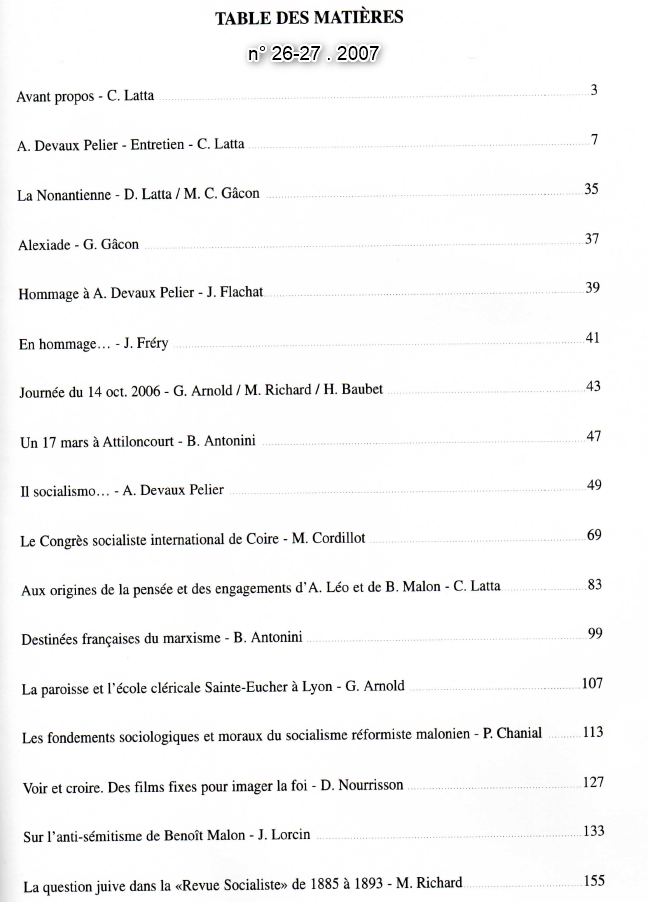 TABLE DES MATIÈRES
n° 26-27 . 2007
Avant propos - C. Latta 3
A. Devaux Pelier - Entretien - C. Latta 7
La Nonantienne - D. Latta / M. C. Gâcon 35
Alexiade - G. Gâcon 37
Hommage à A. Devaux Pelier - J. Flachat 39
En hommage... - J. Fréry 41
Journée du 14 oct. 2006 - G. Arnold / M. Richard / H. Baubet 43
Un 17 mars à Attiloncourt - B. Antonini 47
Il socialismo... - A. Devaux Pelier 49
Le Congrès socialiste international de Coire - M. Cordillot 69
Aux origines de la pensée et des engagements d'A. Léo et de B. Malon - C. Latta 83
Destinées françaises du marxisme - B. Antonini 99
La paroisse et l'école cléricale Sainte-Eucher à Lyon - G. Arnold 107
Les fondements sociologiques et moraux du socialisme réformiste malonien - P. Chanial 113
Voir et croire. Des films fixes pour imager la foi - D. Nourrisson 127
Sur l'anti-sémitisme de Benoît Malon - J. Lorcin 133
La question juive dans la «Revue Socialiste» de 1885 à 1893 - M. Richard 155